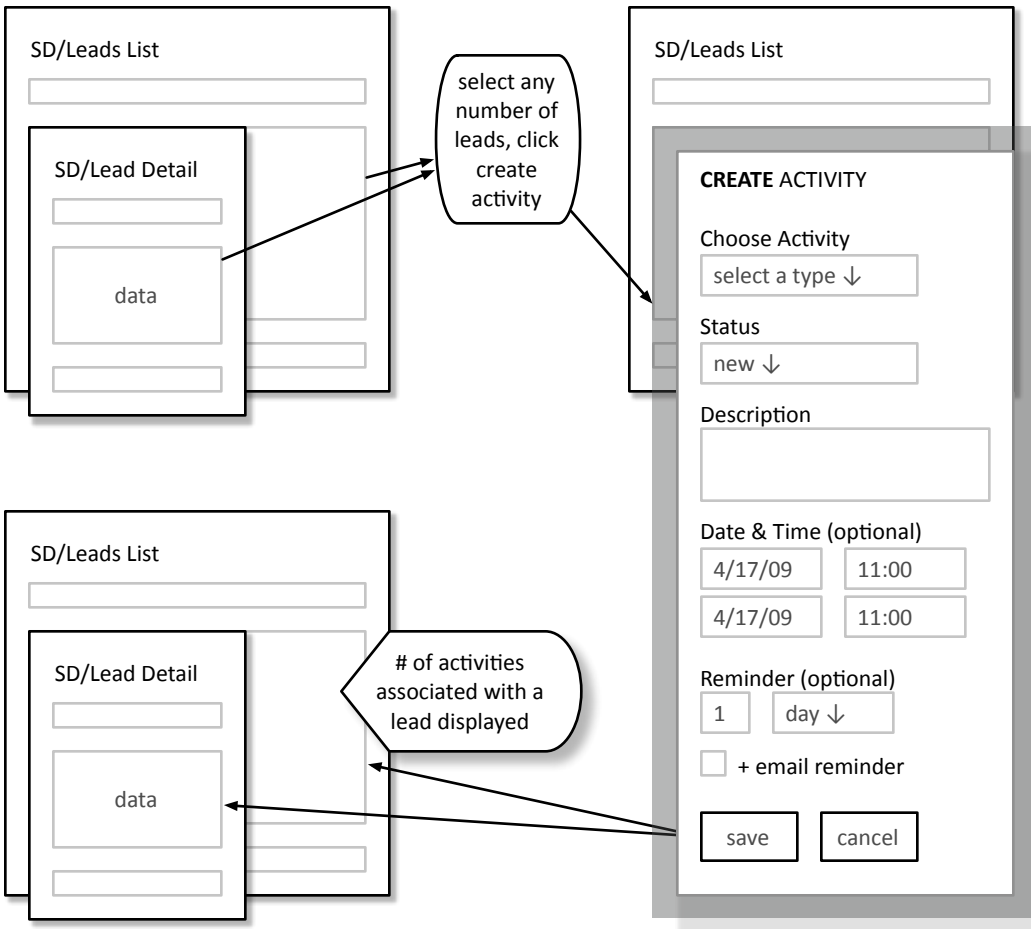 SD/Leads List
SD/Lead Detail
data
select any
number of
leads, click
create
activity
SD/Leads List
CREATE ACTIVITY
Choose Activity
select a type ↓
Status
new ↓
Description
Date & Time (optional)
4/17/09 11:00
4/17/09 11:00
Reminder (optional)
1 day ↓
+ email reminder
save cancel
SD/Leads List
SD/Lead Detail
data
# of activities
associated with a
lead displayed